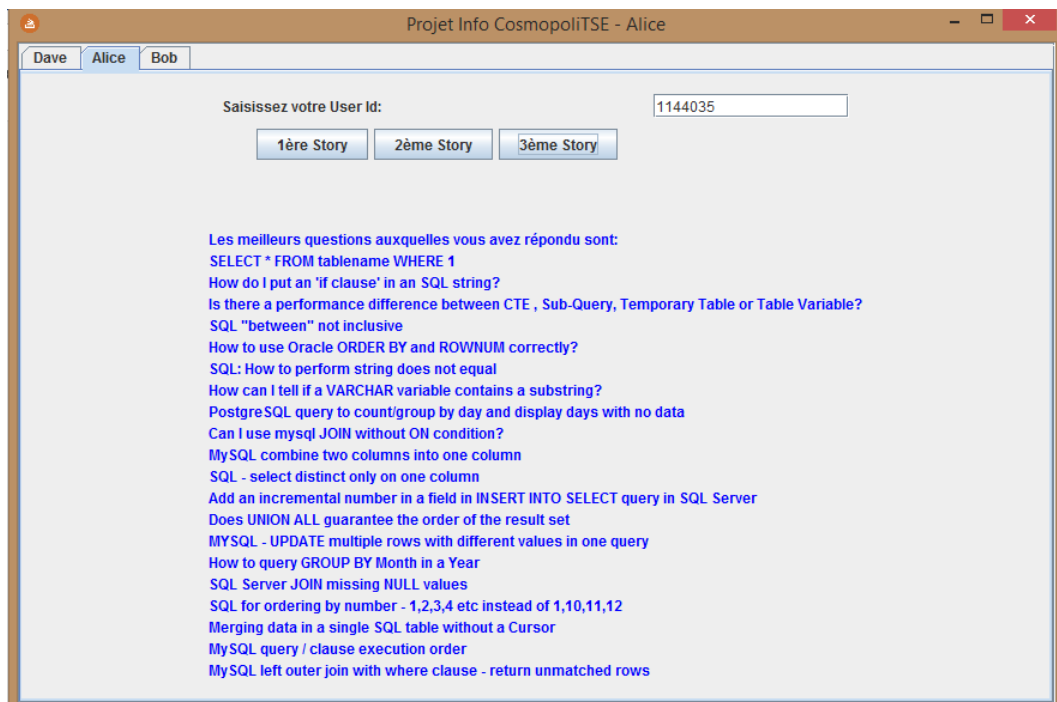 Projet Info CosmopoliTSE - Alice
Dave Alice Bob
Saisissez votre User Id: 1144035
1ère Story 2ème Story 3ème Story
Les meilleurs questions auxquelles vous avez répondu sont:
SELECT * FROM tablename WHERE 1
How do I put an 'if clause' in an SQL string?
Is there a performance difference between CTE , Sub-Query, Temporary Table or Table Variable?
SQL "between" not inclusive
How to use Oracle ORDER BY and ROWNUM correctly?
SQL: How to perform string does not equal
How can I tell if a VARCHAR variable contains a substring?
PostgreSQL query to count/group by day and display days with no data
Can I use mysql JOIN without ON condition?
MySQL combine two columns into one column
SQL - select distinct only on one column
Add an incremental number in a field in INSERT INTO SELECT query in SQL Server
Does UNION ALL guarantee the order of the result set
MYSQL - UPDATE multiple rows with different values in one query
How to query GROUP BY Month in a Year
SQL Server JOIN missing NULL values
SQL for ordering by number - 1,2,3,4 etc instead of 1,10,11,12
Merging data in a single SQL table without a Cursor
MySQL query / clause execution order
MySQL left outer join with where clause - return unmatched rows